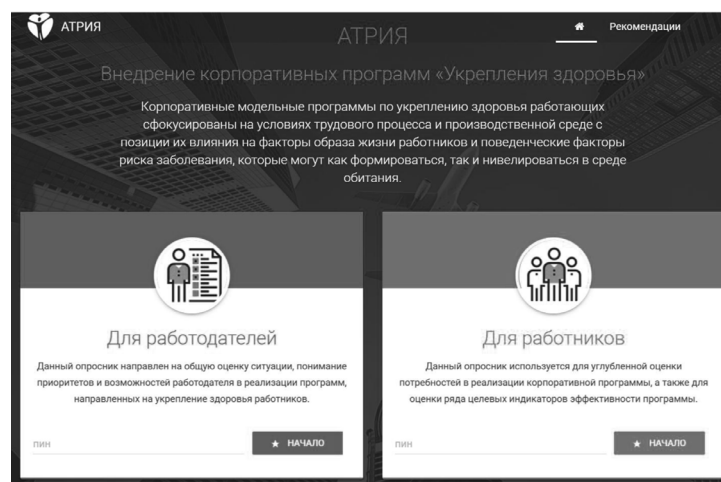 АТРИЯ
Рекомендации
АТРИЯ
Внедрение корпоративных программ «Укрепления здоровья»
Корпоративные модельные программы по укреплению здоровья работающих
сфокусированы на условиях трудового процесса и производственной среде с
позиции их влияния на факторы образа жизни работников и поведенческие факторы
риска заболевания, которые могут как формироваться, так и нивелироваться в среде
обитания.
Для работодателей
Данный опросник направлен на общую оценку ситуации, понимание
приоритетов и возможностей работодателя в реализации программ,
направленных на укрепление здоровья работников.
пин
НАЧАЛО
Для работников
Данный опросник используется для углубленной оценки
потребностей в реализации корпоративной программы, а также для
оценки ряда целевых индикаторов эффективности программы.
пин
НАЧАЛО